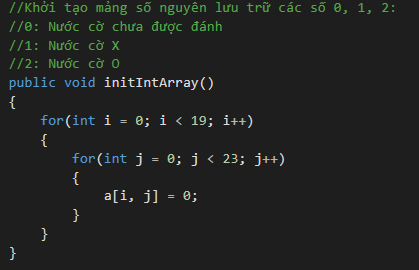 //Khởi tạo mảng số nguyên lưu trữ các số 0, 1, 2:
//0: Nước cờ chưa được đánh
//1: Nước cờ X
//2: Nước cờ O
public void initIntArray()
{
    for(int i = 0; i < 19; i++)
    {
        for(int j = 0; j < 23; j++)
        {
            a[i, j] = 0;
        }
    }
}